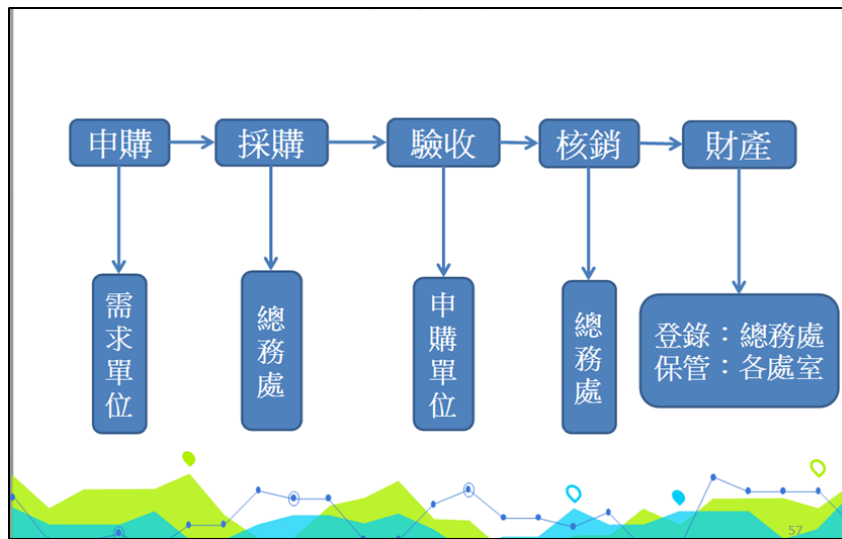 申購
採購
驗收
核銷
財產
需求單位
總務處
申購單位
總務處
登錄：總務處
保管：各處室
57